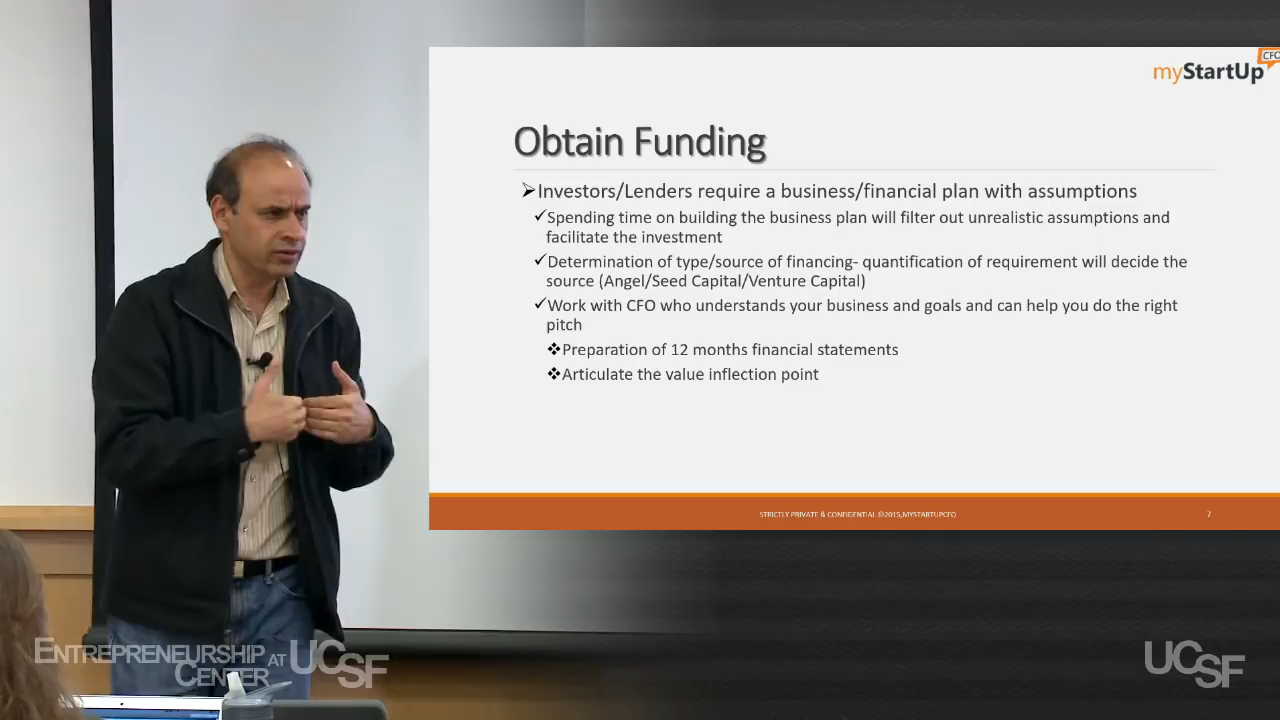 CFO
myStartUp
Obtain Funding
Investors/Lenders require a business/financial plan with assumptions
Spending time on building the business plan will filter out unrealistic assumptions and
facilitate the investment
Determination of type/source of financing- quantification of requirement will decide the
source (Angel/Seed Capital/Venture Capital)
Work with CFO who understands your business and goals and can help you do the right
pitch
Preparation of 12 months financial statements
Articulate the value inflection point
STRICTLY PRIVATE & CONFIDENTIAL ©2015,MYSTARTUPCFO
7
ENTREPRENEURSHIP AT UCSF
CENTER
UCSF